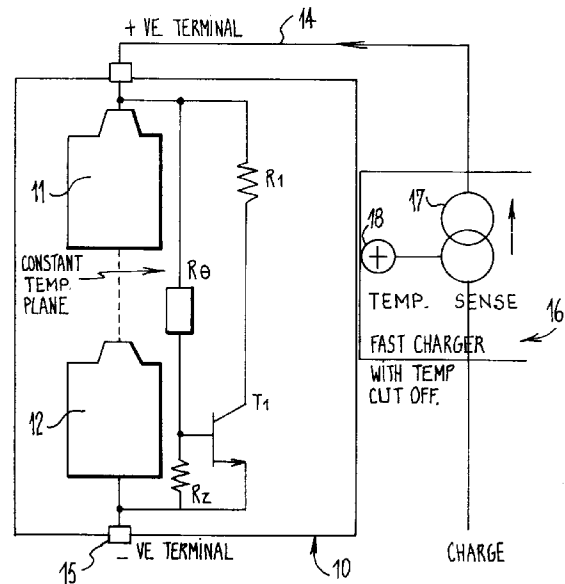 + VE TERMINAL
14
11
R1
17
18
CONSTANT
TEMP.
PLANE
Rθ
TEMP. SENSE
16
FAST CHARGER
WITH TEMP
CUT OFF.
12
T1
R2
15
- VE TERMINAL
10
CHARGE